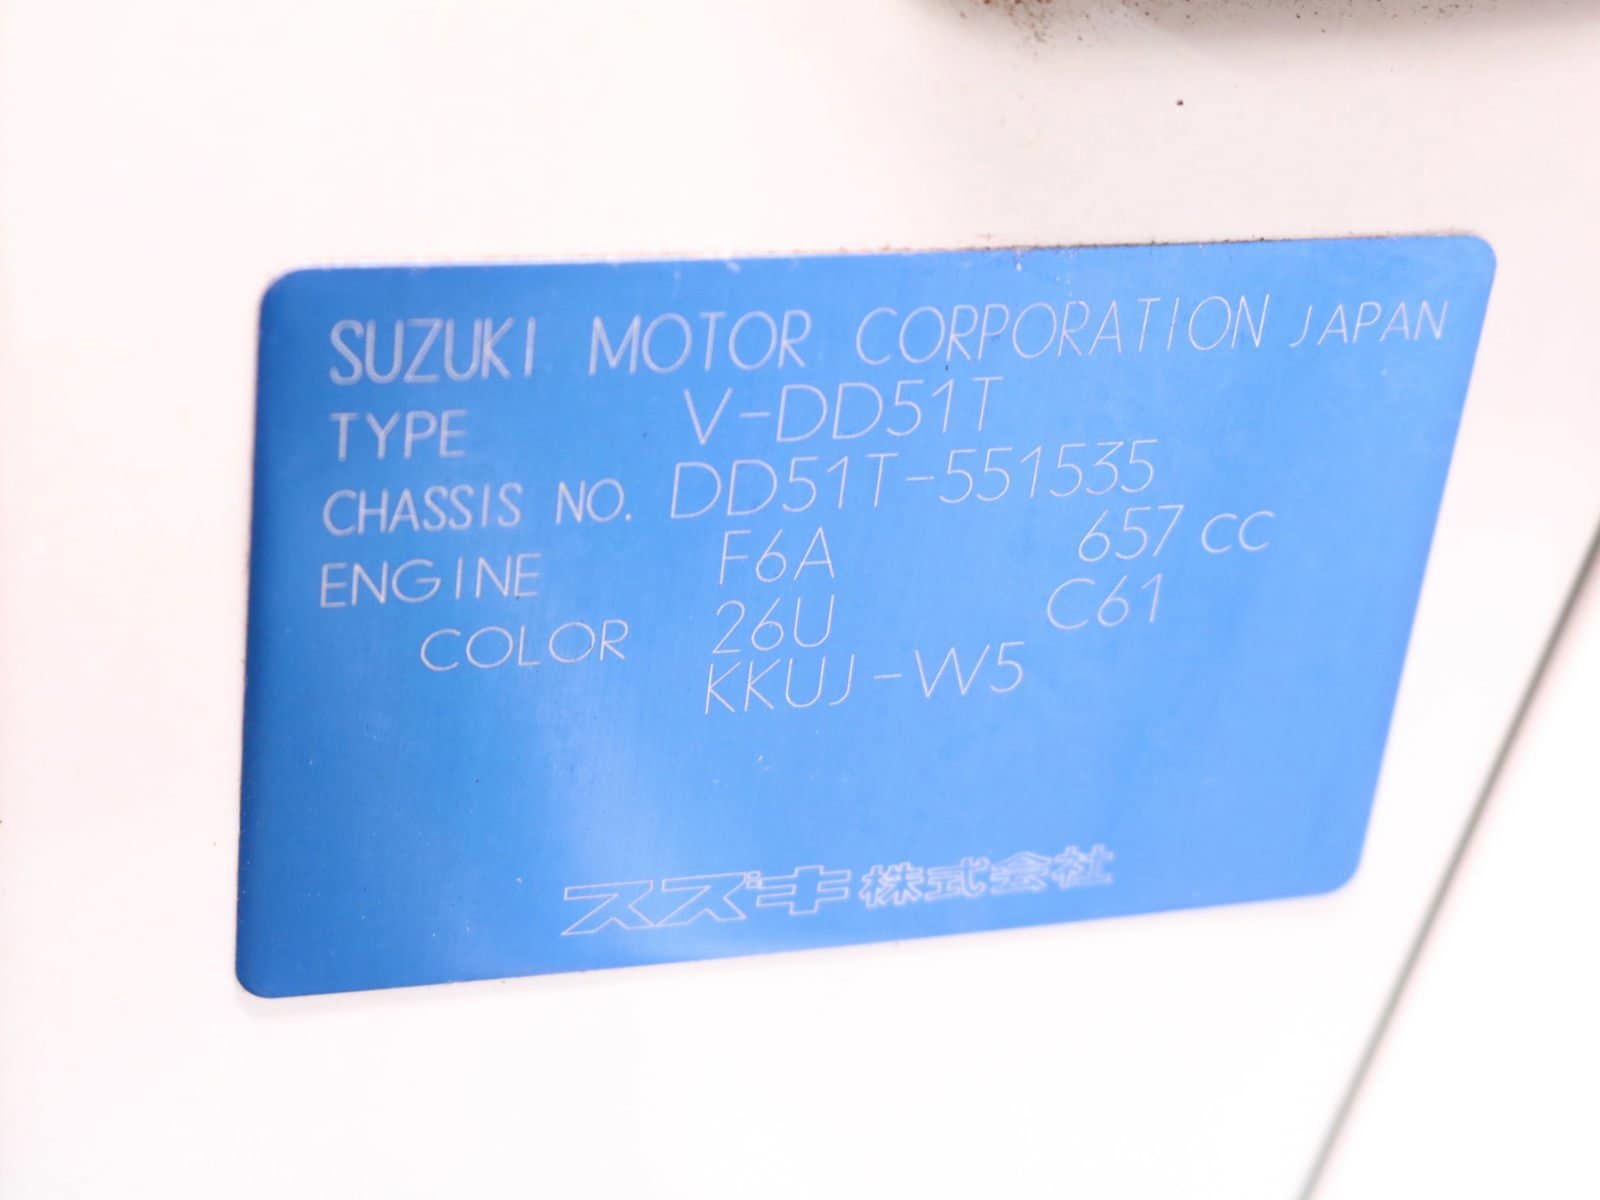 SUZUKI MOTOR CORPORATION JAPAN
TYPE V-DD51T
CHASSIS NO. DD51T-551535
ENGINE F6A 657 CC
COLOR 26U C61
KKUJ-W5
スズキ株式会社